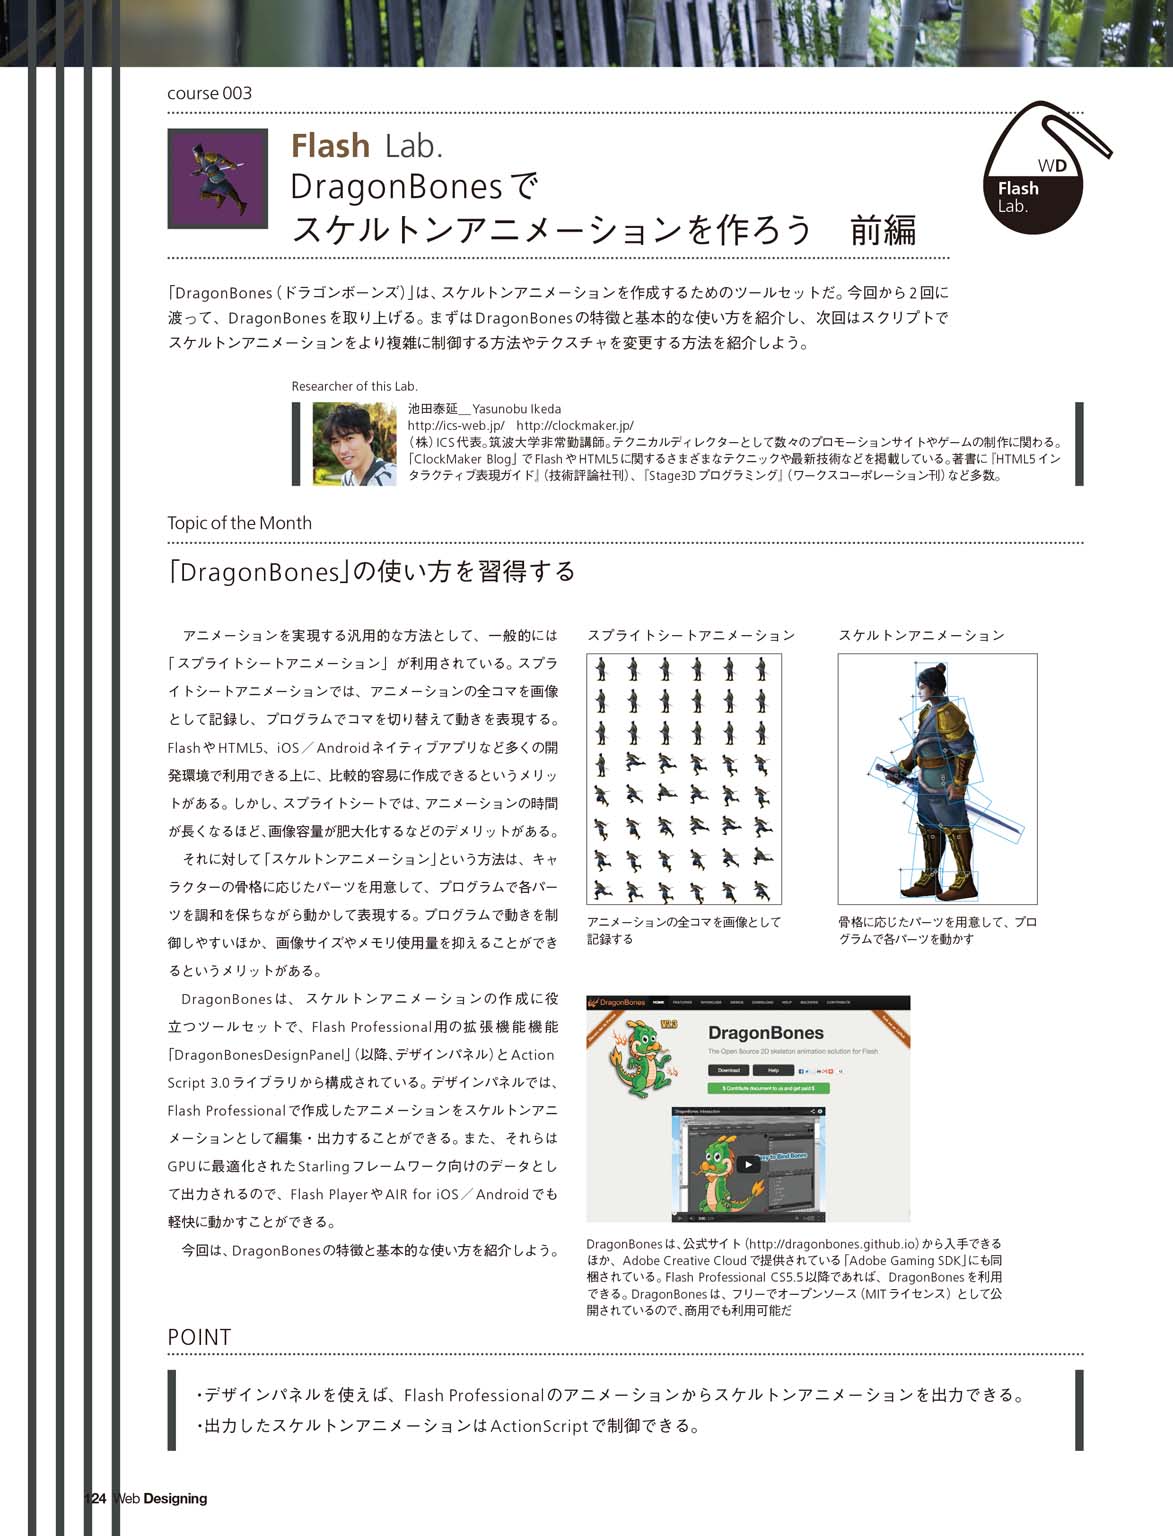 course 003
Flash Lab.
DragonBonesで
スケルトンアニメーションを作ろう　前編
WD
Flash
Lab.
「DragonBones（ドラゴンボーンズ）」は、スケルトンアニメーションを作成するためのツールセットだ。今回から2回に
渡って、DragonBonesを取り上げる。まずはDragonBonesの特徴と基本的な使い方を紹介し、次回はスクリプトで
スケルトンアニメーションをより複雑に制御する方法やテクスチャを変更する方法を紹介しよう。
Researcher of this Lab.
池田泰延__Yasunobu Ikeda
http://ics-web.jp/　http://clockmaker.jp/
（株）ICS代表。筑波大学非常勤講師。テクニカルディレクターとして数々のプロモーションサイトやゲームの制作に関わる。
「ClockMaker Blog」でFlashやHTML5に関するさまざまなテクニックや最新技術などを掲載している。著書に『HTML5イン
タラクティブ表現ガイド』（技術評論社刊）、『Stage3Dプログラミング』（ワークスコーポレーション刊）など多数。
Topic of the Month
「DragonBones」の使い方を習得する
アニメーションを実現する汎用的な方法として、一般的には
「スプライトシートアニメーション」が利用されている。スプラ
イトシートアニメーションでは、アニメーションの全コマを画像
として記録し、プログラムでコマを切り替えて動きを表現する。
FlashやHTML5、iOS／Androidネイティブアプリなど多くの開
発環境で利用できる上に、比較的容易に作成できるというメリッ
トがある。しかし、スプライトシートでは、アニメーションの時間
が長くなるほど、画像容量が肥大化するなどのデメリットがある。
それに対して「スケルトンアニメーション」という方法は、キャ
ラクターの骨格に応じたパーツを用意して、プログラムで各パー
ツを調和を保ちながら動かして表現する。プログラムで動きを制
御しやすいほか、画像サイズやメモリ使用量を抑えることができ
るというメリットがある。
DragonBonesは、スケルトンアニメーションの作成に役
立つツールセットで、Flash Professional用の拡張機能機能
「DragonBonesDesignPanel」（以降、デザインパネル）とAction
Script 3.0ライブラリから構成されている。デザインパネルでは、
Flash Professionalで作成したアニメーションをスケルトンアニ
メーションとして編集・出力することができる。また、それらは
GPUに最適化されたStarlingフレームワーク向けのデータとし
て出力されるので、Flash PlayerやAIR for iOS／Androidでも
軽快に動かすことができる。
今回は、DragonBonesの特徴と基本的な使い方を紹介しよう。
スプライトシートアニメーション
アニメーションの全コマを画像として
記録する
スケルトンアニメーション
骨格に応じたパーツを用意して、プロ
グラムで各パーツを動かす
DragonBones HOME FEATURES SHOWCASE DEMOS DOWNLOAD HELP BUILDERS CONTRIBUTE
V2.3
DragonBones
The Open Source 2D skeleton animation solution for Flash
Download Help
$ Contribute document to us and get paid $
DragonBones Introduction
DragonBonesは、公式サイト（http://dragonbones.github.io）から入手できる
ほか、Adobe Creative Cloudで提供されている「Adobe Gaming SDK」にも同
梱されている。Flash Professional CS5.5以降であれば、DragonBonesを利用
できる。DragonBonesは、フリーでオープンソース（MITライセンス）として公
開されているので、商用でも利用可能だ
POINT
・デザインパネルを使えば、Flash Professionalのアニメーションからスケルトンアニメーションを出力できる。
・出力したスケルトンアニメーションはActionScriptで制御できる。
124 Web Designing